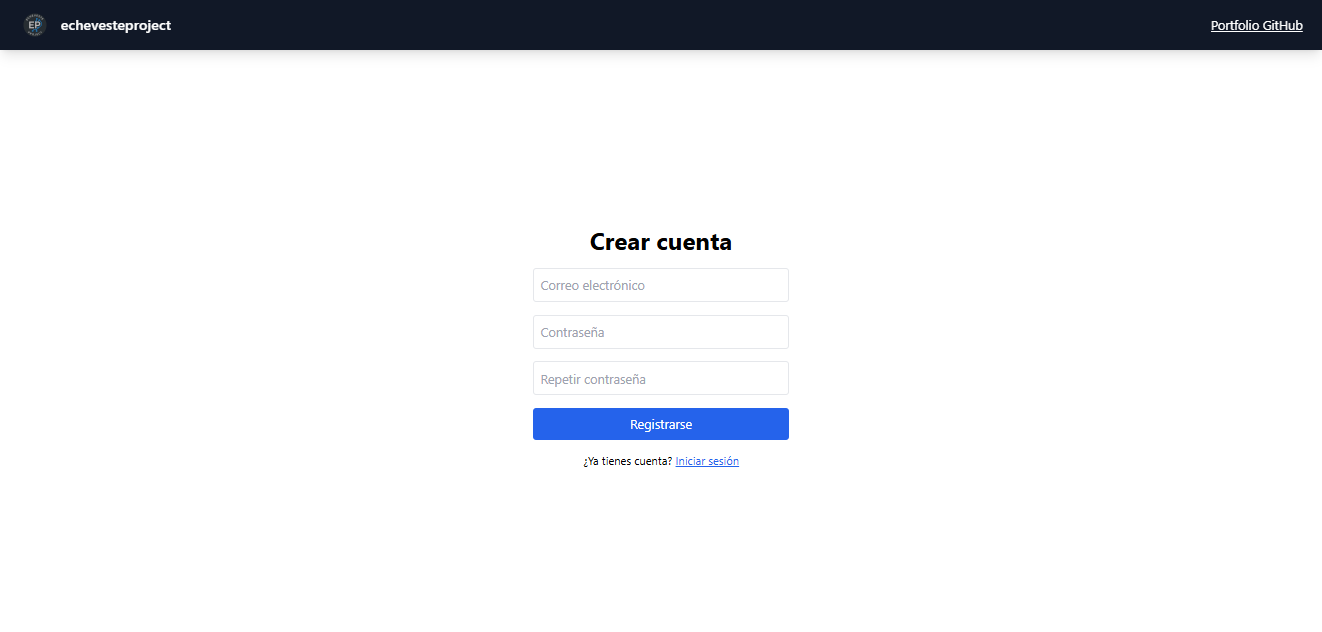 EP
echevesteproject
Portfolio GitHub
Crear cuenta
Correo electrónico
Contraseña
Repetir contraseña
Registrarse
¿Ya tienes cuenta? Iniciar sesión